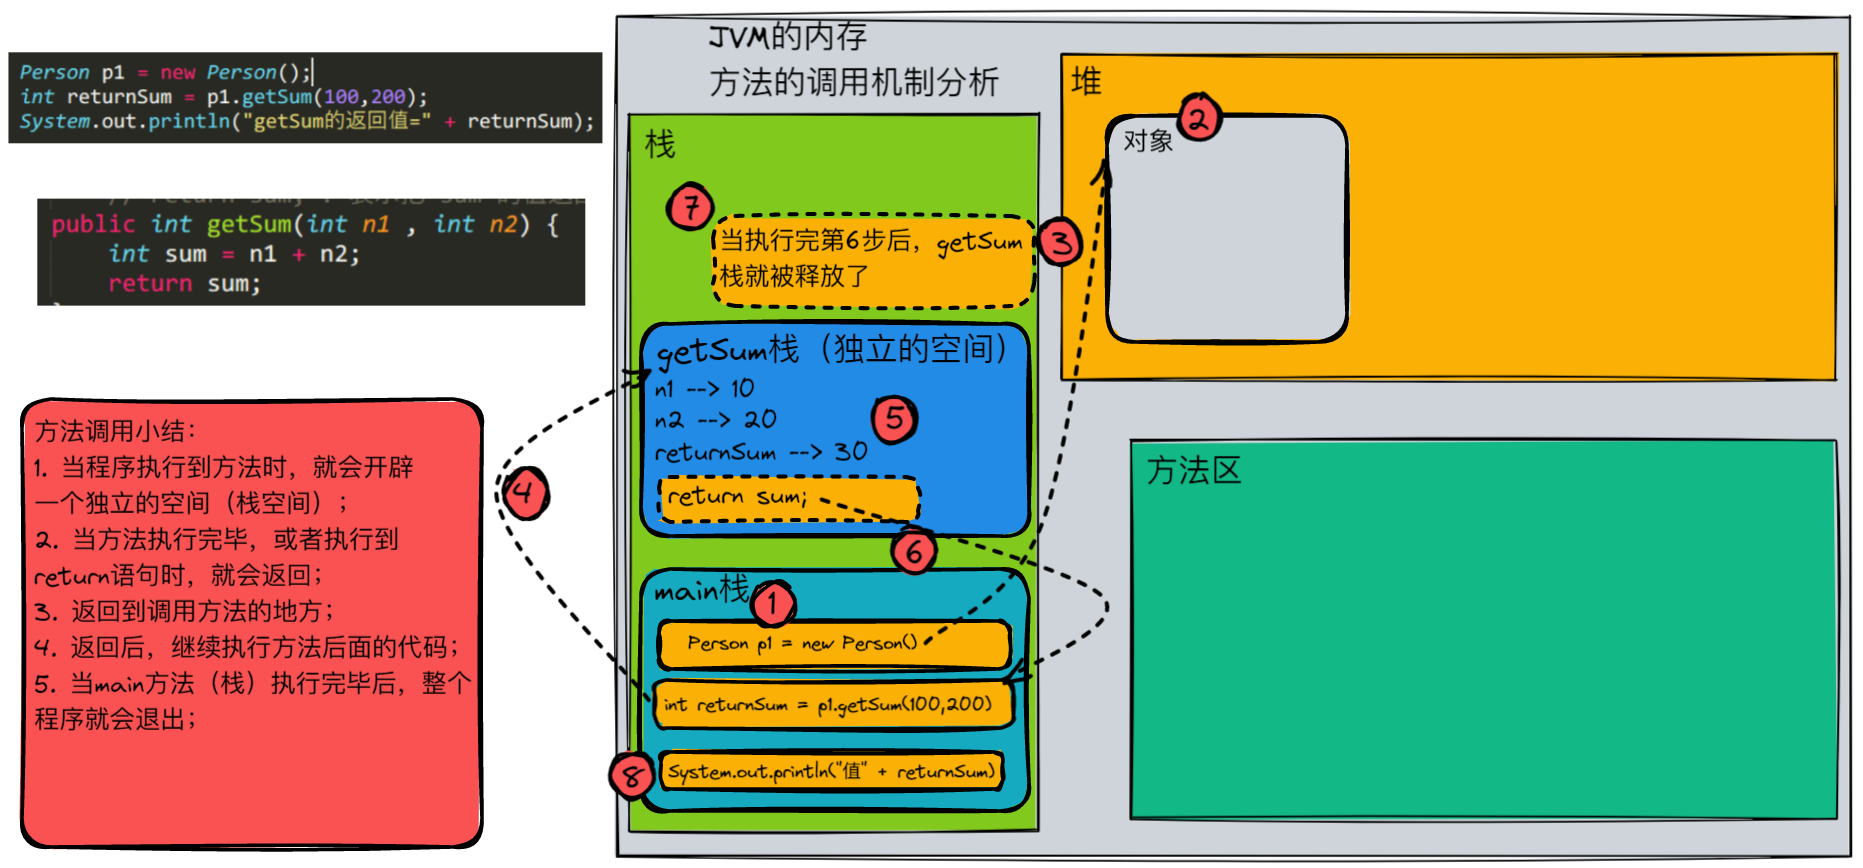 Person p1 = new Person();
int returnSum = p1.getSum(100,200);
System.out.println("getSum的返回值=" + returnSum);
public int getSum(int n1 , int n2) {
int sum = n1 + n2;
return sum;
方法调用小结：
1. 当程序执行到方法时，就会开辟
一个独立的空间（栈空间）；
2. 当方法执行完毕，或者执行到
return语句时，就会返回；
3. 返回到调用方法的地方；
4. 返回后，继续执行方法后面的代码；
5. 当main方法（栈）执行完毕后，整个
程序就会退出；
JVM的内存
方法的调用机制分析
栈
7
当执行完第6步后，getSum
栈就被释放了
3
getSum栈（独立的空间）
n1 --> 10
n2 --> 20
returnSum --> 30
5
return sum;
4
6
main栈
1
Person p1 = new Person()
int returnSum = p1.getSum(100,200)
8
System.out.println("值" + returnSum)
堆
2
对象
方法区